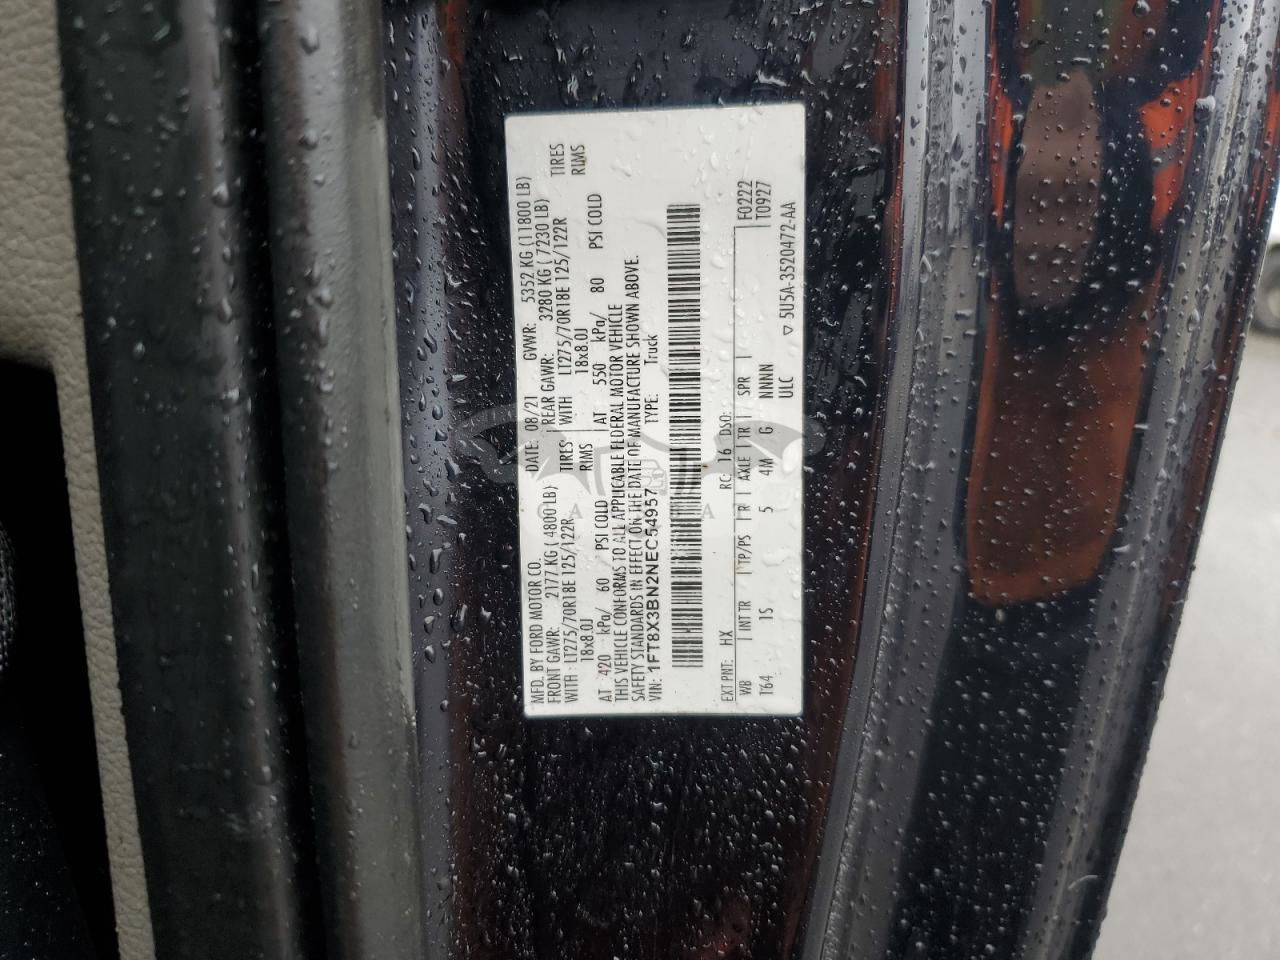 MFD. BY FORD MOTOR CO.
DATE: 08/21 GVWR: 5352 KG (11800 LB)
FRONT GAWR: 2177 KG ( 4800 LB)
REAR GAWR: 3280 KG ( 7230 LB)
WITH LT275/70R18E 125/122R TIRES
WITH LT275/70R18E 125/122R TIRES
18x8.0J RIMS
18x8.0J RIMS
AT 420 kPa/ 60 PSI COLD
AT 550 kPa/ 80 PSI COLD
THIS VEHICLE CONFORMS TO ALL APPLICABLE FEDERAL MOTOR VEHICLE
SAFETY STANDARDS IN EFFECT ON THE DATE OF MANUFACTURE SHOWN ABOVE.
VIN: 1FT8X3BN2NEC54957 TYPE: Truck
EXT PNT: HX RC: 16 DSO: F0222
T0927
WB INT TR TP/PS R AXLE TR SPR
164 1S 5 4M G NNNN
ULC
5U5A-3520472-AA